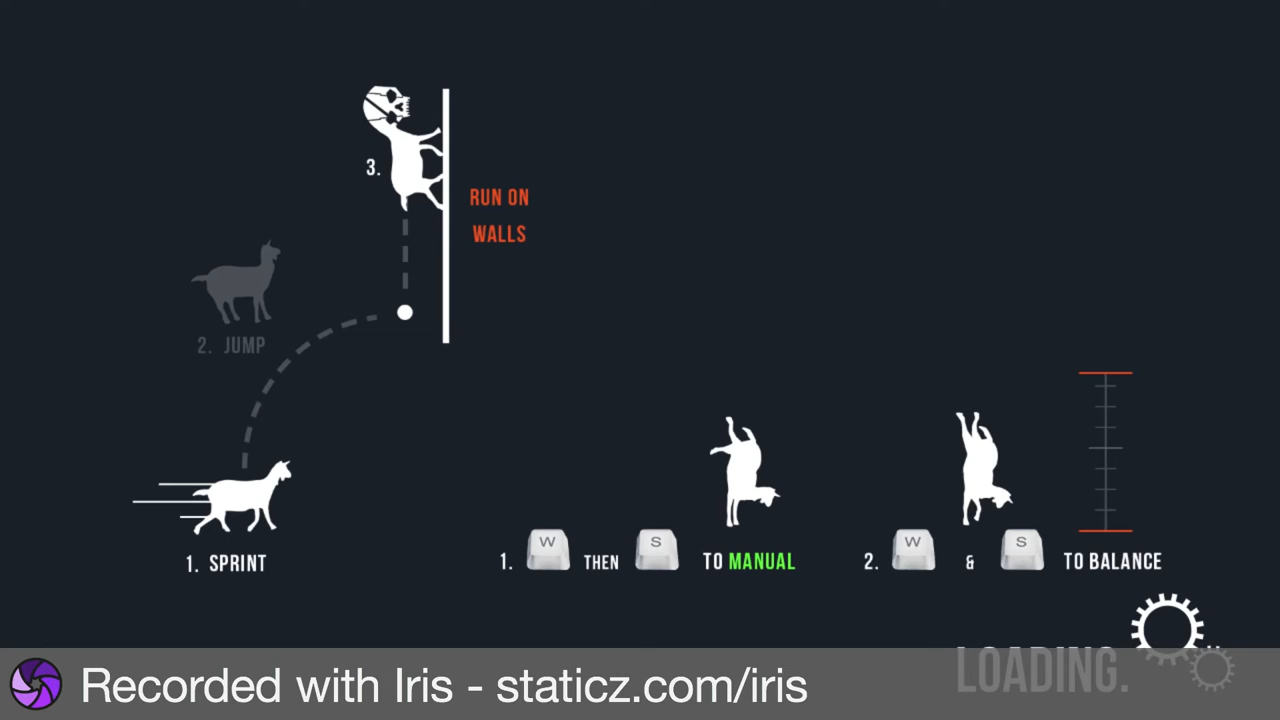 3.
RUN ON
WALLS
2. JUMP
1. SPRINT
1. W THEN S TO MANUAL
2. W & S TO BALANCE
LOADING.
Recorded with Iris - staticz.com/iris